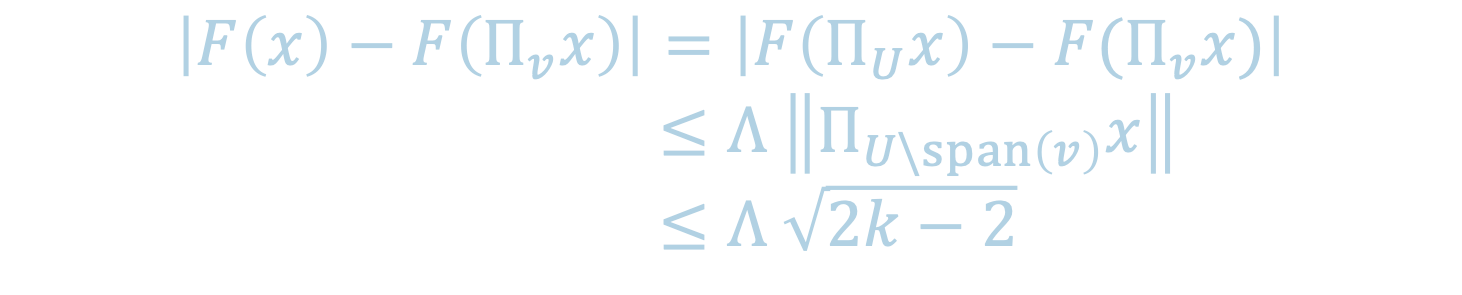 |F(x) − F(Π_v x)| = |F(Π_U x) − F(Π_v x)|
≤ Λ ‖Π_{U\span(v)} x‖
≤ Λ √(2k − 2)